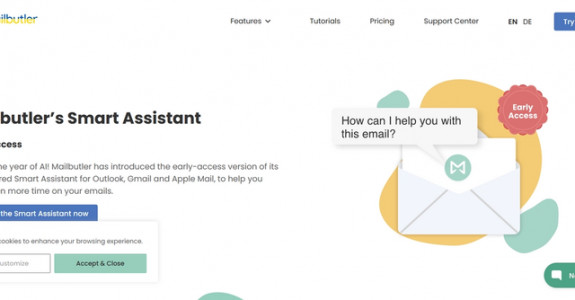 ailbutler
Features
Tutorials
Pricing
Support Center
EN DE
Try
lbutler's Smart Assistant
ccess
Early
Access
How can I help you with
this email?
he year of AI! Mailbutler has introduced the early-access version of its
red Smart Assistant for Outlook, Gmail and Apple Mail, to help you
n more time on your emails.
the Smart Assistant now
cookies to enhance your browsing experience.
ustomize
Accept & Close